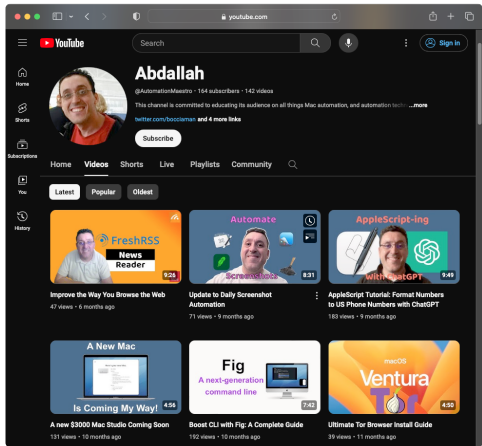 youtube.com
YouTube
Search
Sign in
Home
Shorts
Subscriptions
You
History
Abdallah
@AutomationMaestro • 164 subscribers • 142 videos
This channel is committed to educating its audience on all things Mac automation, and automation ...more
twitter.com/bocciaman and 4 more links
Subscribe
Home Videos Shorts Live Playlists Community
Latest Popular Oldest
FreshRSS
News
Reader
9:26
Improve the Way You Browse the Web
47 views • 6 months ago
Automate
Screenshots
8:31
Update to Daily Screenshot
Automation
71 views • 9 months ago
AppleScript-ing
With ChatGPT
9:49
AppleScript Tutorial: Format Numbers
to US Phone Numbers with ChatGPT
183 views • 9 months ago
A New Mac
Is Coming My Way!
4:56
A new $3000 Mac Studio Coming Soon
131 views • 10 months ago
Fig
A next-generation
command line
7:42
Boost CLI with Fig: A Complete Guide
192 views • 10 months ago
macOS
Ventura
Tor
4:50
Ultimate Tor Browser Install Guide
39 views • 11 months ago